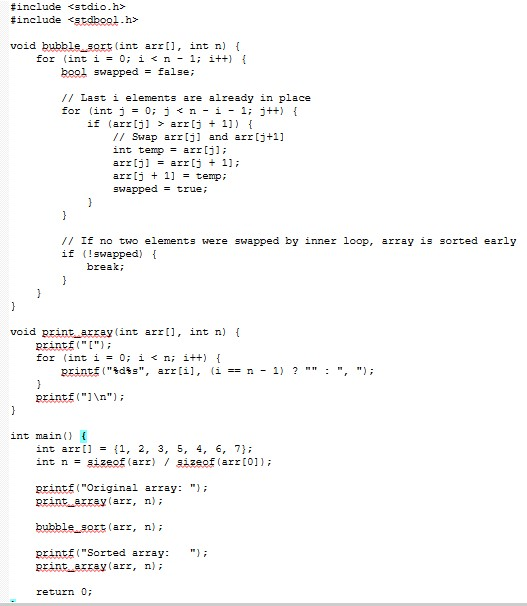 #include <stdio.h>
#include <stdbool.h>

void bubble_sort(int arr[], int n) {
    for (int i = 0; i < n - 1; i++) {
        bool swapped = false;

        // Last i elements are already in place
        for (int j = 0; j < n - i - 1; j++) {
            if (arr[j] > arr[j + 1]) {
                // Swap arr[j] and arr[j+1]
                int temp = arr[j];
                arr[j] = arr[j + 1];
                arr[j + 1] = temp;
                swapped = true;
            }
        }

        // If no two elements were swapped by inner loop, array is sorted early
        if (!swapped) {
            break;
        }
    }
}

void print_array(int arr[], int n) {
    printf("[");
    for (int i = 0; i < n; i++) {
        printf("%d%s", arr[i], (i == n - 1) ? "" : ", ");
    }
    printf("]\n");
}

int main() {
    int arr[] = {1, 2, 3, 5, 4, 6, 7};
    int n = sizeof(arr) / sizeof(arr[0]);

    printf("Original array: ");
    print_array(arr, n);

    bubble_sort(arr, n);

    printf("Sorted array:   ");
    print_array(arr, n);

    return 0;